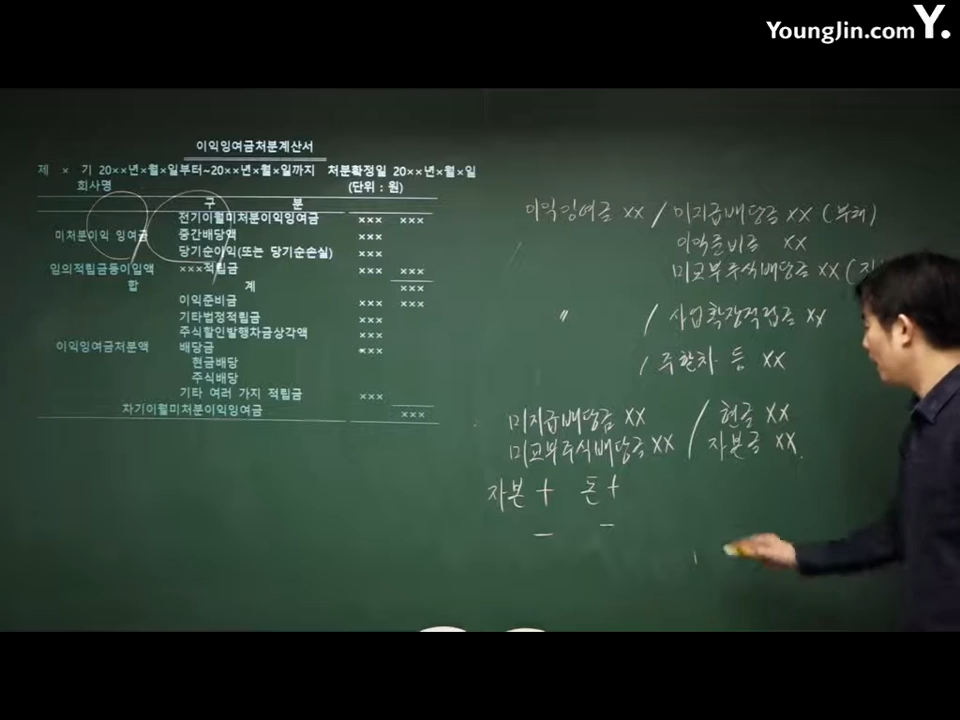 YoungJin.com Y.
이익잉여금처분계산서
제 × 기 20××년×월×일부터~20××년×월×일까지 처분확정일 20××년×월×일
회사명 (단위 : 원)
구 분
전기이월미처분이익잉여금 ××× ×××
미처분이익 잉여금 중간배당액 ×××
당기순이익(또는 당기순손실) ×××
임의적립금등이입액 ×××적립금 ××× ×××
합 계 ×××
이익준비금 ××× ×××
기타법정적립금 ×××
주식할인발행차금상각액 ×××
이익잉여금처분액 배당금 ×××
현금배당
주식배당
기타 여러 가지 적립금 ×××
차기이월미처분이익잉여금 ×××
이익잉여금 xx / 미지급배당금 xx (부채)
이익준비금 xx
미교부주식배당금 xx (
〃 / 사업확장적립금 xx
/ 주할차 등 xx
미지급배당금 xx / 현금 xx
미교부주식배당금 xx / 자본금 xx.
자본 + 돈 +
– –